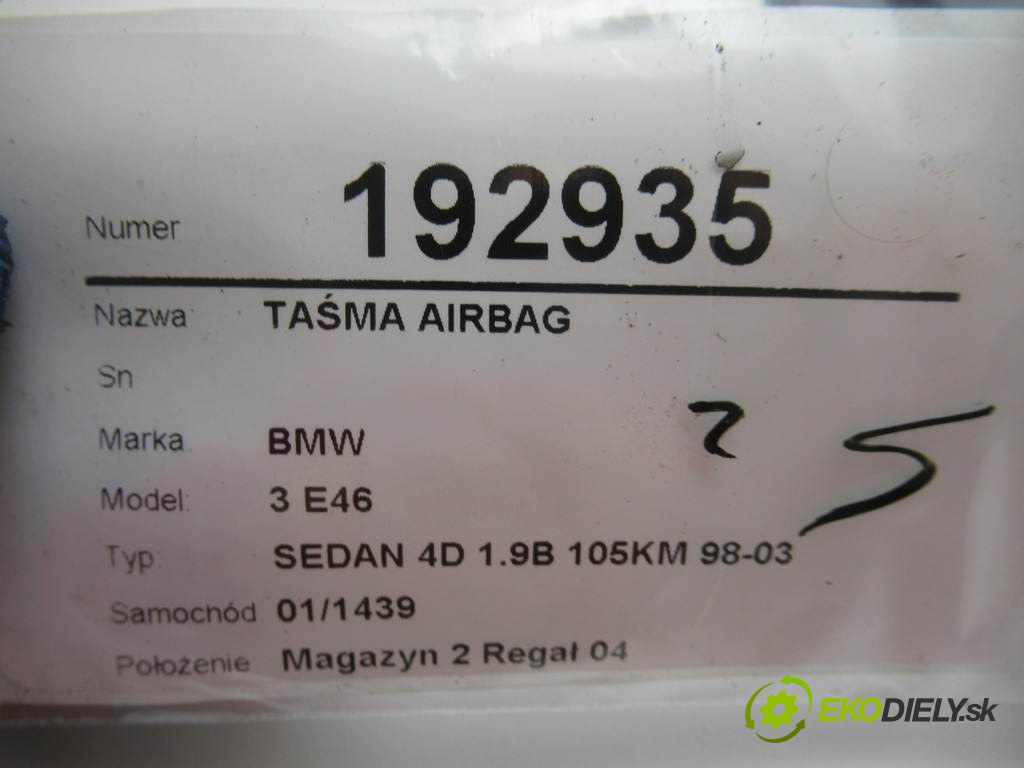 Numer 192935
Nazwa TAŚMA AIRBAG
Sn
Marka BMW
2 5
Model: 3 E46
Typ SEDAN 4D 1.9B 105KM 98-03
Samochód 01/1439
Położenie Magazyn 2 Regał 04
EKODIELY.sk